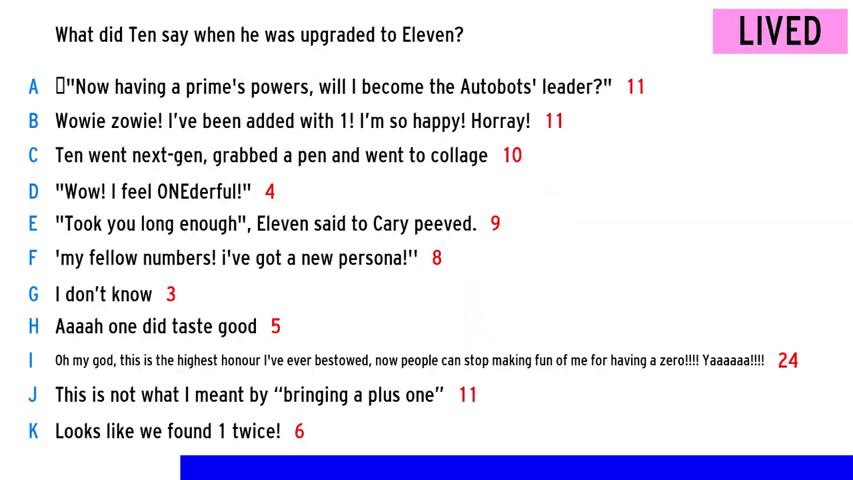 What did Ten say when he was upgraded to Eleven?
LIVED
A "Now having a prime's powers, will I become the Autobots' leader?" 11
B Wowie zowie! I've been added with 1! I'm so happy! Horray! 11
C Ten went next-gen, grabbed a pen and went to collage 10
D "Wow! I feel ONEderful!" 4
E "Took you long enough", Eleven said to Cary peeved. 9
F 'my fellow numbers! i've got a new persona!'' 8
G I don’t know 3
H Aaaah one did taste good 5
I Oh my god, this is the highest honour I've ever bestowed, now people can stop making fun of me for having a zero!!!! Yaaaaaa!!!! 24
J This is not what I meant by “bringing a plus one” 11
K Looks like we found 1 twice! 6